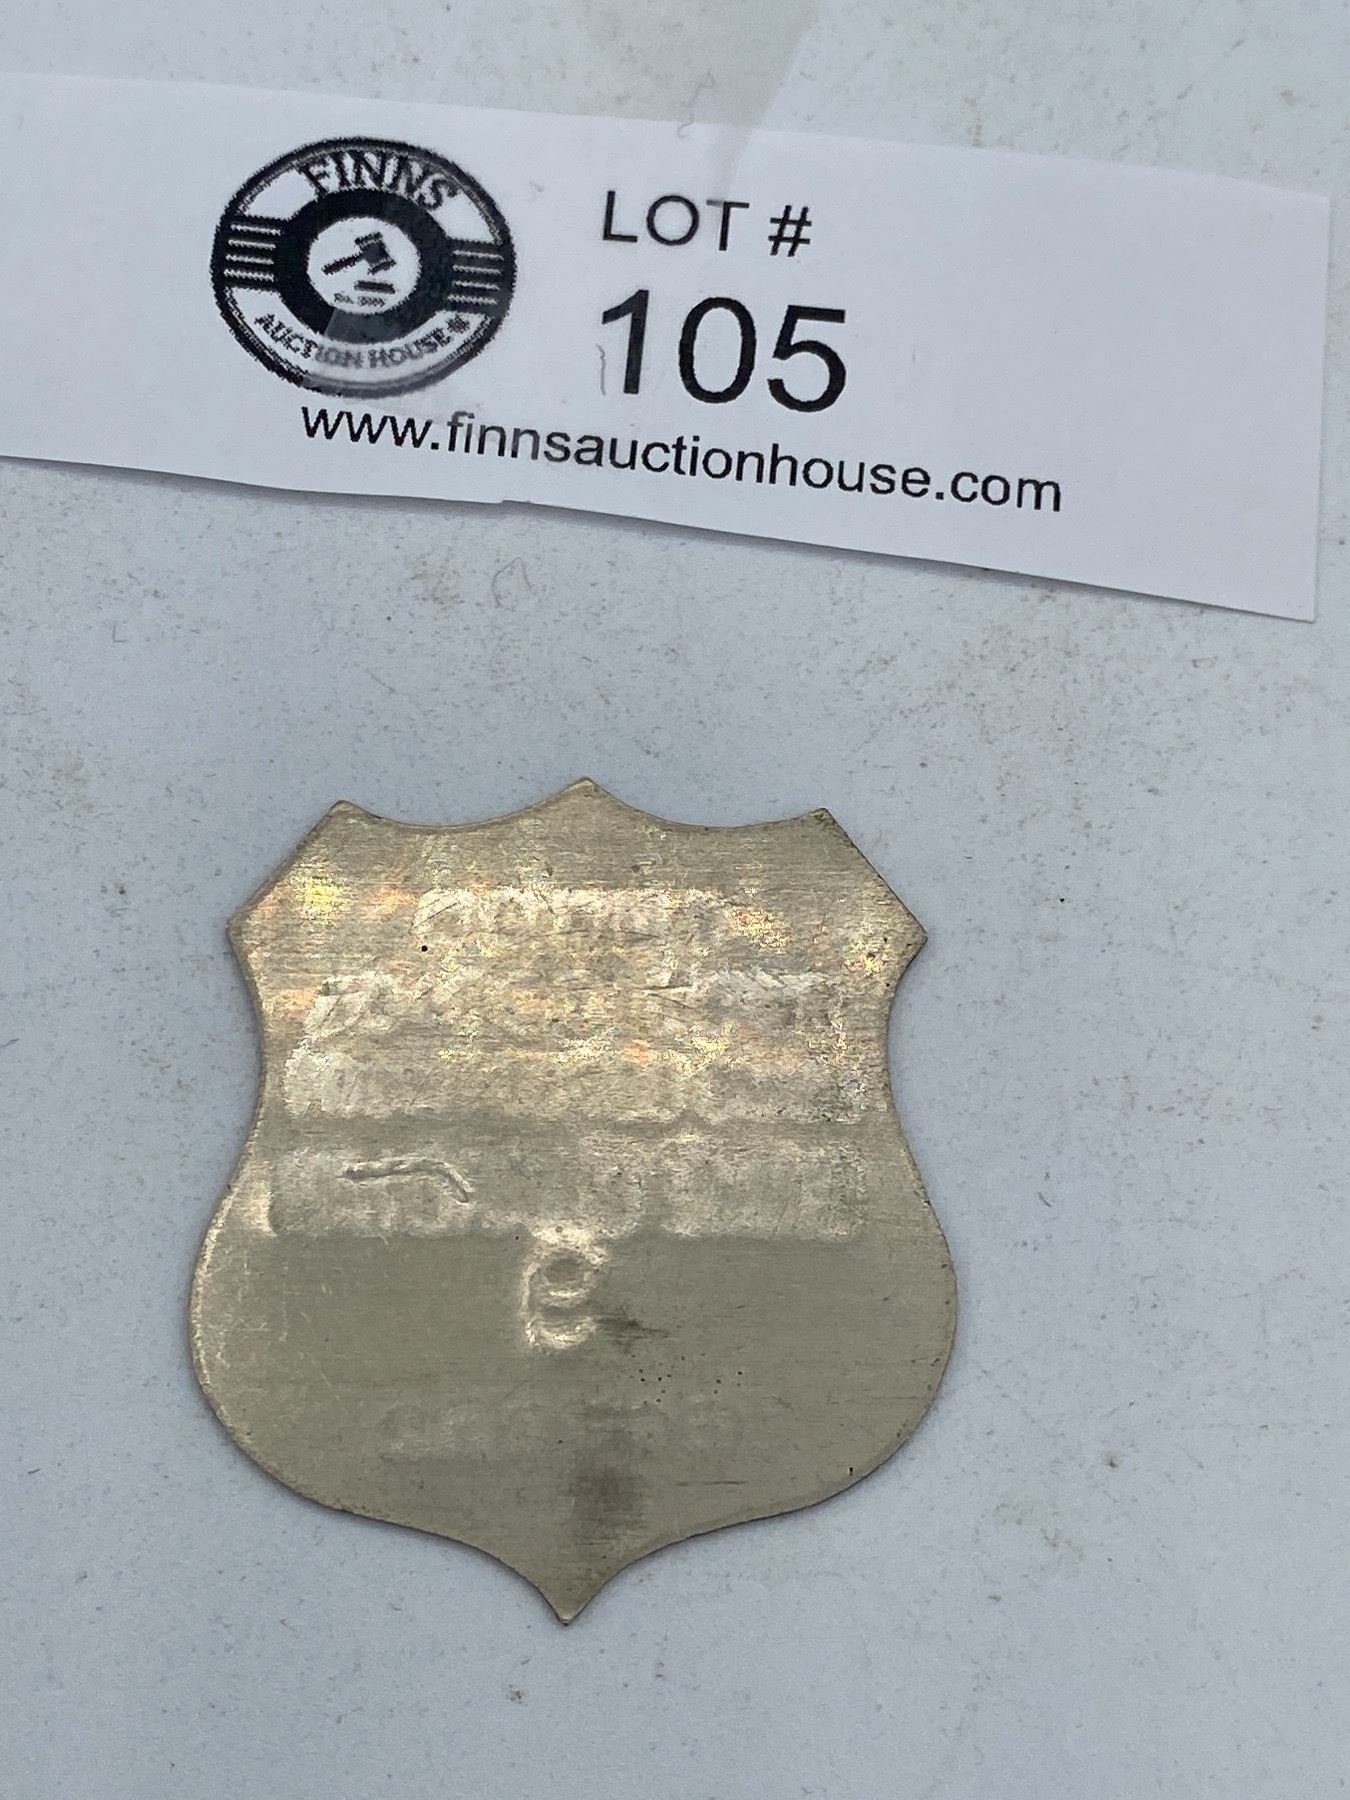 FINNS
AUCTION HOUSE
LOT #
105
www.finnsauctionhouse.com